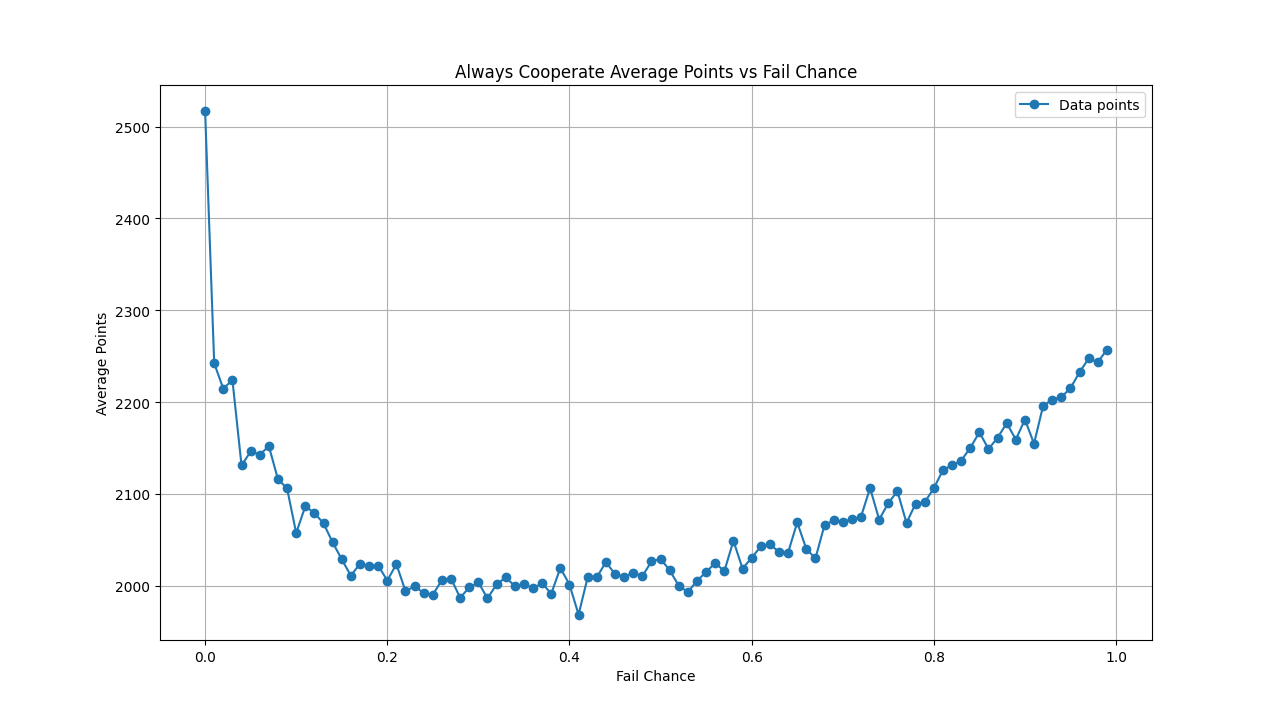 Always Cooperate Average Points vs Fail Chance
Data points
2500
2400
2300
2200
2100
2000
Average Points
0.0 0.2 0.4 0.6 0.8 1.0
Fail Chance